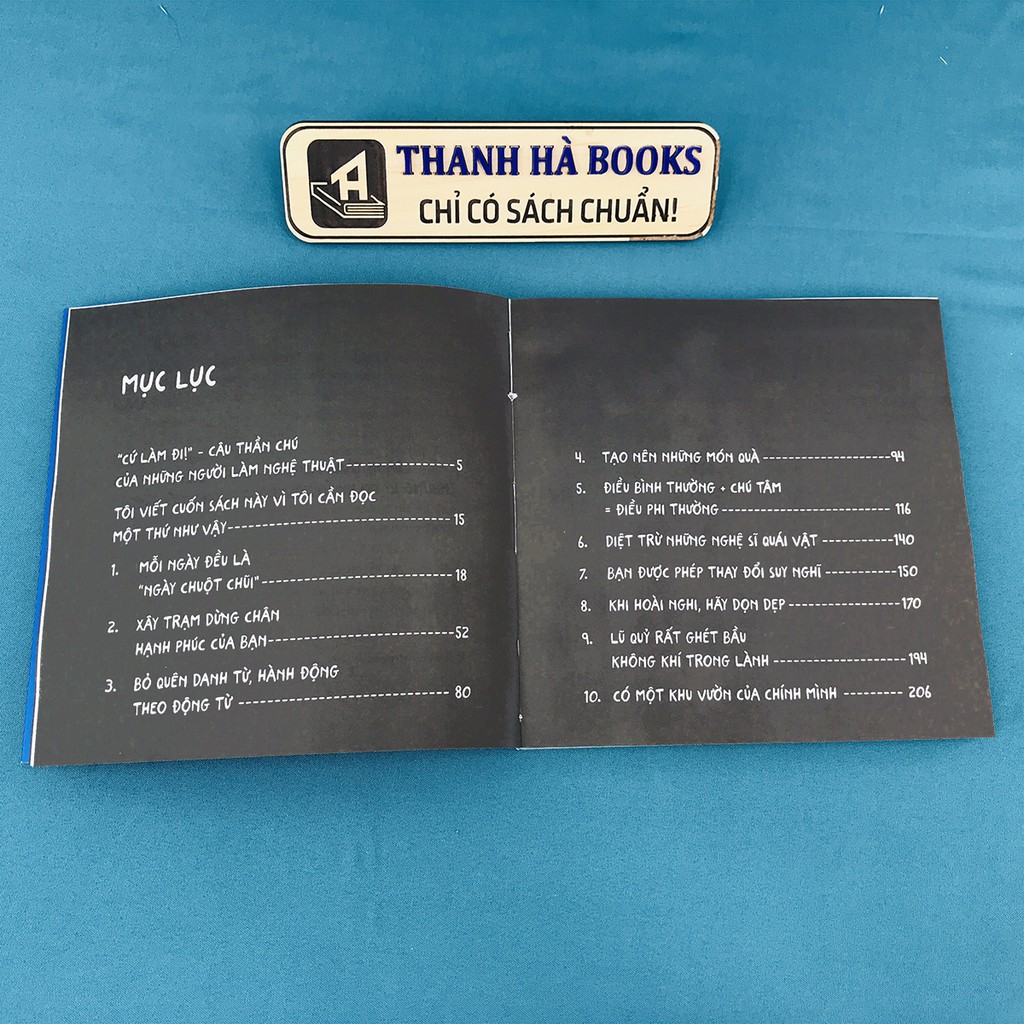 THANH HÀ BOOKS
CHỈ CÓ SÁCH CHUẨN!
MỤC LỤC
"CỨ LÀM ĐI!" - CÂU THẦN CHÚ
CỦA NHỮNG NGƯỜI LÀM NGHỆ THUẬT---------------5
TÔI VIẾT CUỐN SÁCH NÀY VÌ TÔI CẦN ĐỌC
MỘT THỨ NHƯ VẬY------------------------------ 15
1. MỖI NGÀY ĐỀU LÀ
"NGÀY CHUỘT CHŨI"--------------------------18
2. XÂY TRẠM DỪNG CHÂN
HẠNH PHÚC CỦA BẠN-------------------------52
3. BỎ QUÊN DANH TỪ, HÀNH ĐỘNG
THEO ĐỘNG TỪ ----------------------------- 80
4. TẠO NÊN NHỮNG MÓN QUÀ -----------------94
5. ĐIỀU BÌNH THƯỜNG + CHÚ TÂM
= ĐIỀU PHI THƯỜNG ----------------------- 116
6. DIỆT TRỪ NHỮNG NGHỆ SĨ QUÁI VẬT ---------140
7. BẠN ĐƯỢC PHÉP THAY ĐỔI SUY NGHĨ ---------150
8. KHI HOÀI NGHI, HÃY DỌN DẸP --------------170
9. LŨ QUỶ RẤT GHÉT BẦU
KHÔNG KHÍ TRONG LÀNH ------------------ 194
10. CÓ MỘT KHU VƯỜN CỦA CHÍNH MÌNH -------- 206